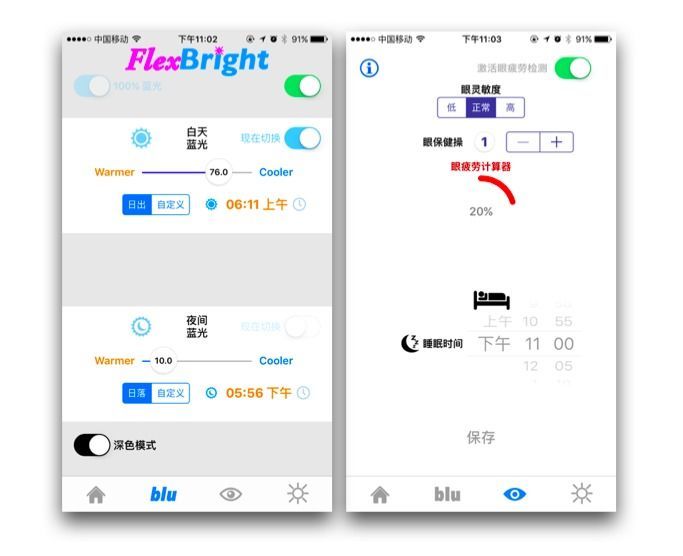 ●●●●○ 中国移动 下午11:02 91%
FlexBright
100% 蓝光
白天
蓝光
现在切换
Warmer 76.0 Cooler
日出 自定义 06:11 上午
夜间
蓝光
现在切换
Warmer 10.0 Cooler
日落 自定义 05:56 下午
深色模式
blu
●●●●○ 中国移动 下午11:03 91%
激活眼疲劳检测
眼灵敏度
低 正常 高
眼保健操 1 — +
眼疲劳计算器
20%
上午 10 55
睡眠时间 下午 11 00
12 05
保存
blu